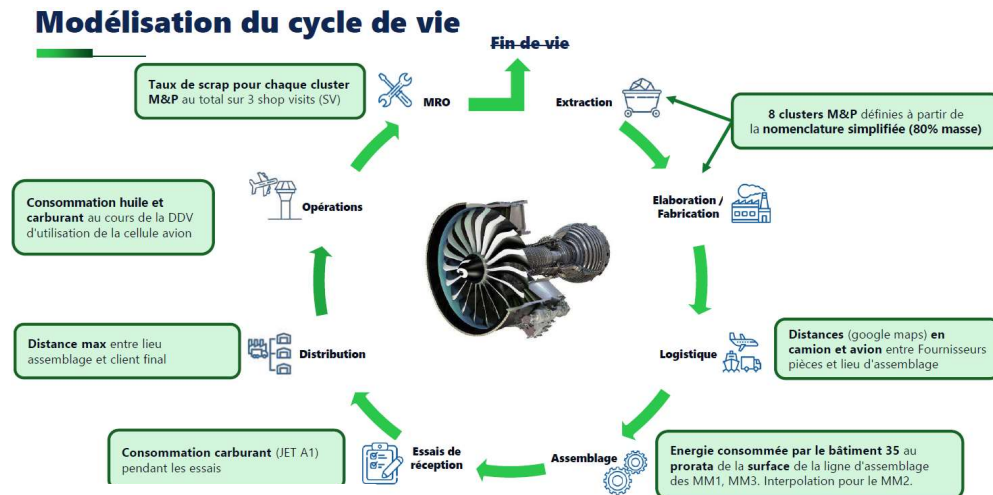 Modélisation du cycle de vie
Fin de vie
Taux de scrap pour chaque cluster
M&P au total sur 3 shop visits (SV)
MRO
Extraction
8 clusters M&P définies à partir de
la nomenclature simplifiée (80% masse)
Elaboration /
Fabrication
Consommation huile et
carburant au cours de la DDV
d'utilisation de la cellule avion
Opérations
Distance max entre lieu
assemblage et client final
Distribution
Logistique
Distances (google maps) en
camion et avion entre Fournisseurs
pièces et lieu d'assemblage
Consommation carburant (JET A1)
pendant les essais
Essais de
réception
Assemblage
Energie consommée par le bâtiment 35 au
prorata de la surface de la ligne d'assemblage
des MM1, MM3. Interpolation pour le MM2.